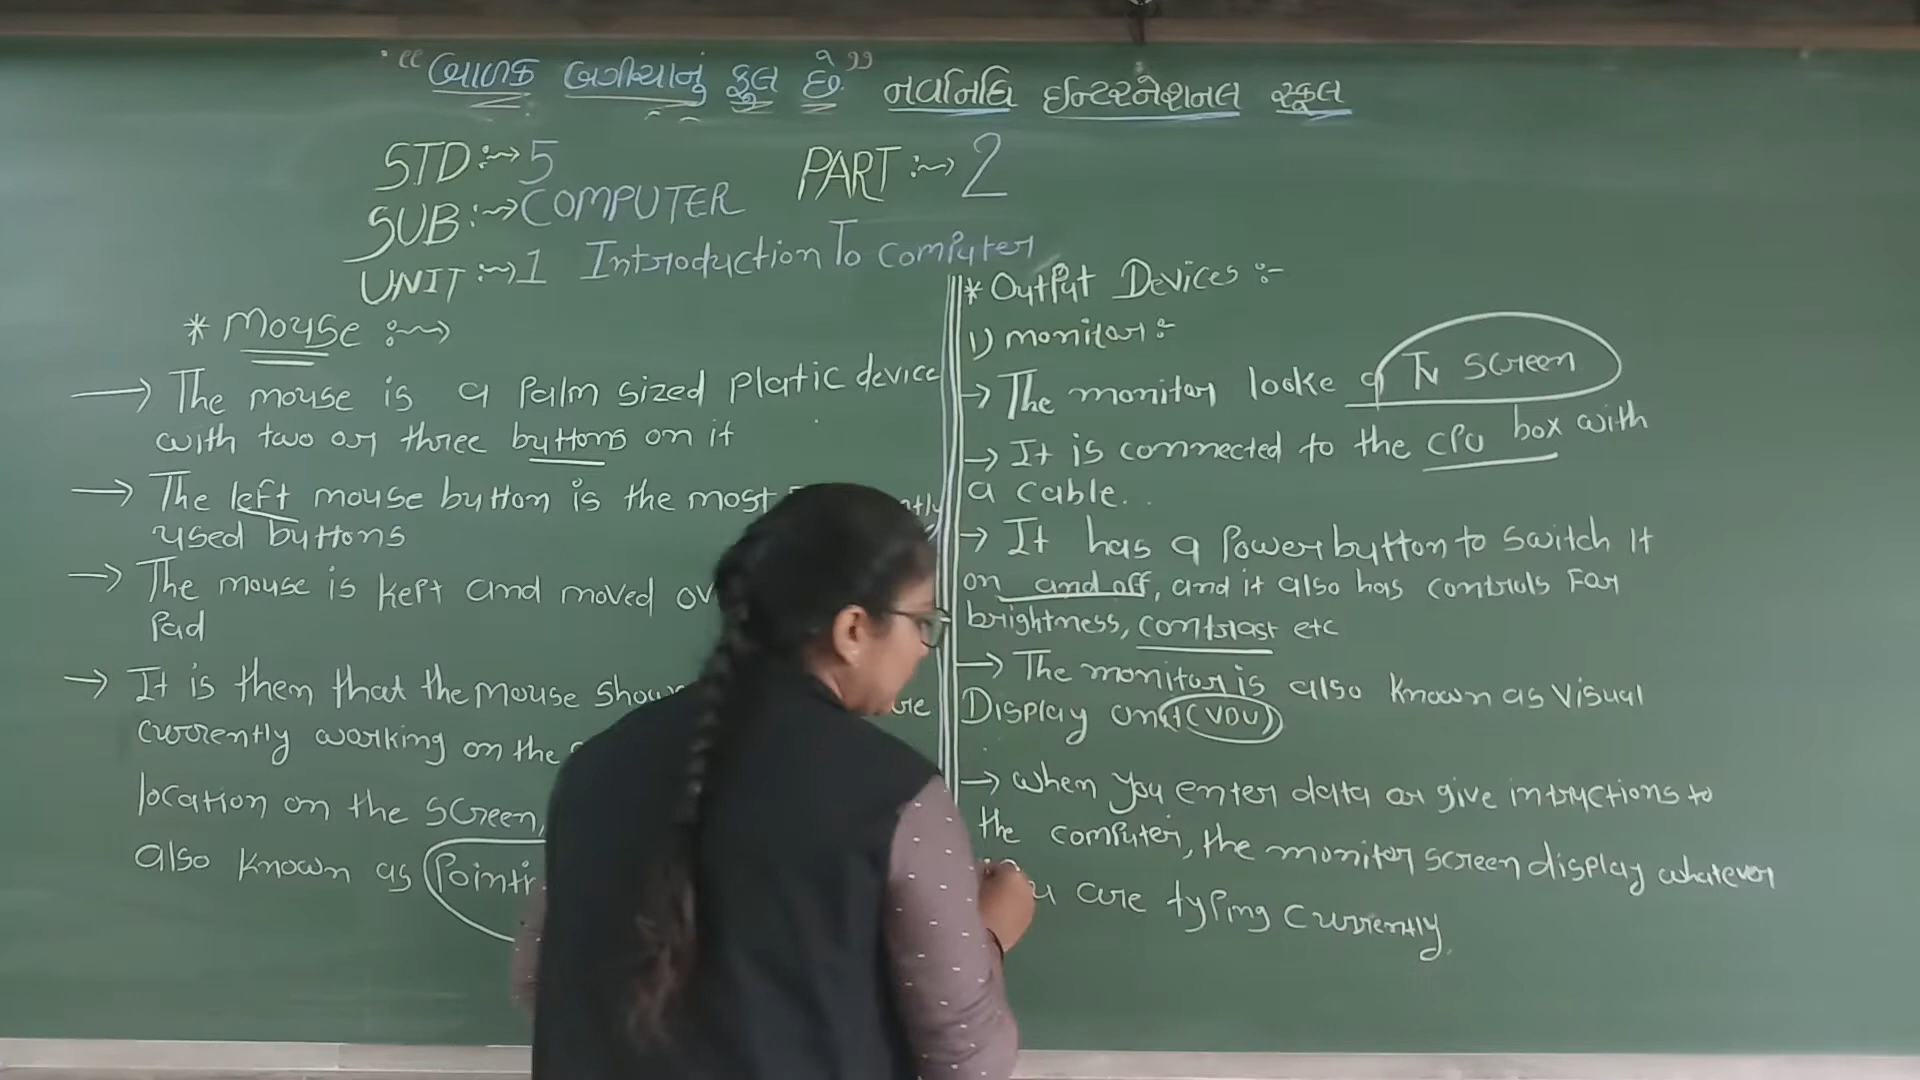 "બાળક બગીચાનું ફૂલ છે" નવનિધિ ઈન્ટરનેશનલ સ્કૂલ
STD :→ 5 PART :→ 2
SUB :→ COMPUTER
UNIT :→ 1 Introduction To Computer
* Mouse :→
→ The mouse is a Palm sized Platic device
with two or three buttons on it
→ The left mouse button is the most
used buttons
→ The mouse is kept and moved
Pad
→ It is then that the mouse
currently working on the
location on the screen,
also known as
* Output Devices :-
1) monitor :-
→ The monitor looke a Tv screen
→ It is connected to the CPU box with
a cable..
→ It has a Power button to switch it
on and off, and it also has controls For
brightness, contrast etc
→ The monitor is also known as Visual
Display unit (VDU)
→ When you enter data or give intructions to
the computer, the monitor screen display whatever
are typing currently.